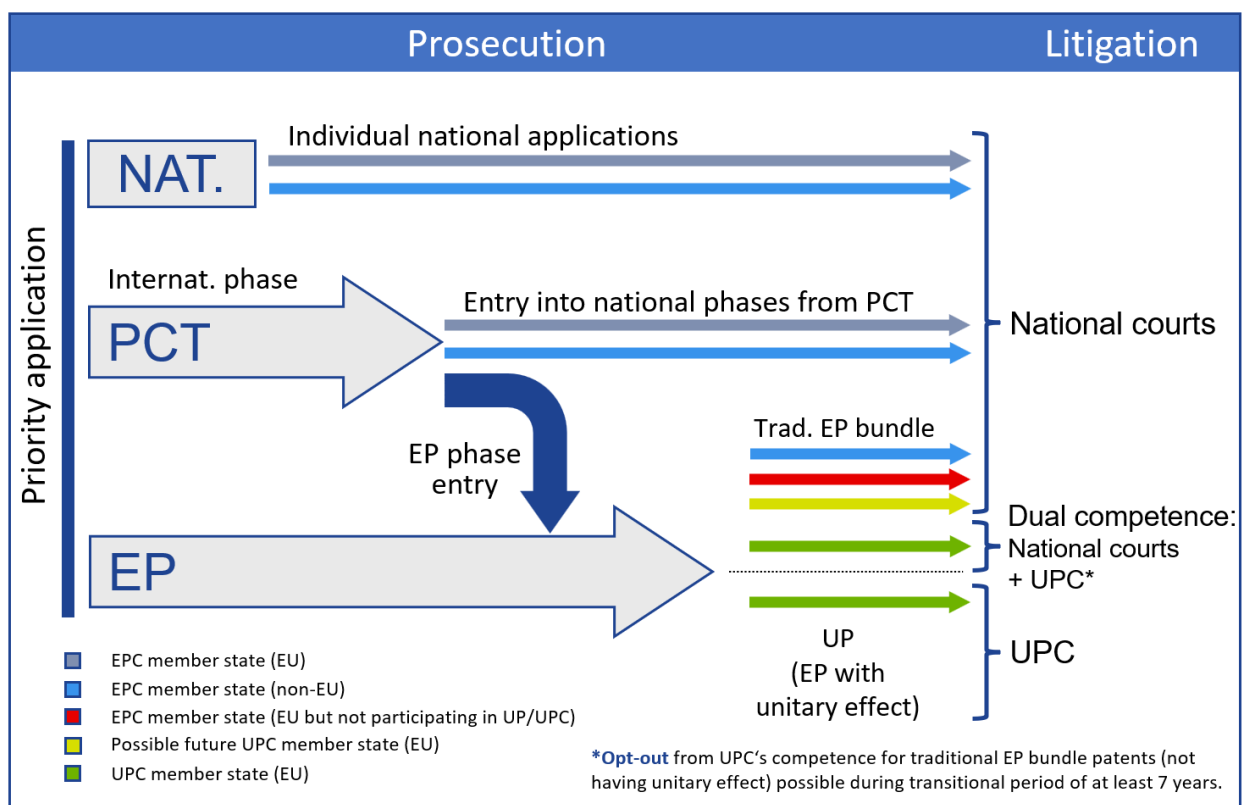 Prosecution
Litigation
Priority application
NAT.
Individual national applications
Internat. phase
PCT
Entry into national phases from PCT
National courts
EP phase
entry
Trad. EP bundle
EP
Dual competence:
National courts
+ UPC*
UP
(EP with
unitary effect)
UPC
EPC member state (EU)
EPC member state (non-EU)
EPC member state (EU but not participating in UP/UPC)
Possible future UPC member state (EU)
UPC member state (EU)
*Opt-out from UPC‘s competence for traditional EP bundle patents (not
having unitary effect) possible during transitional period of at least 7 years.